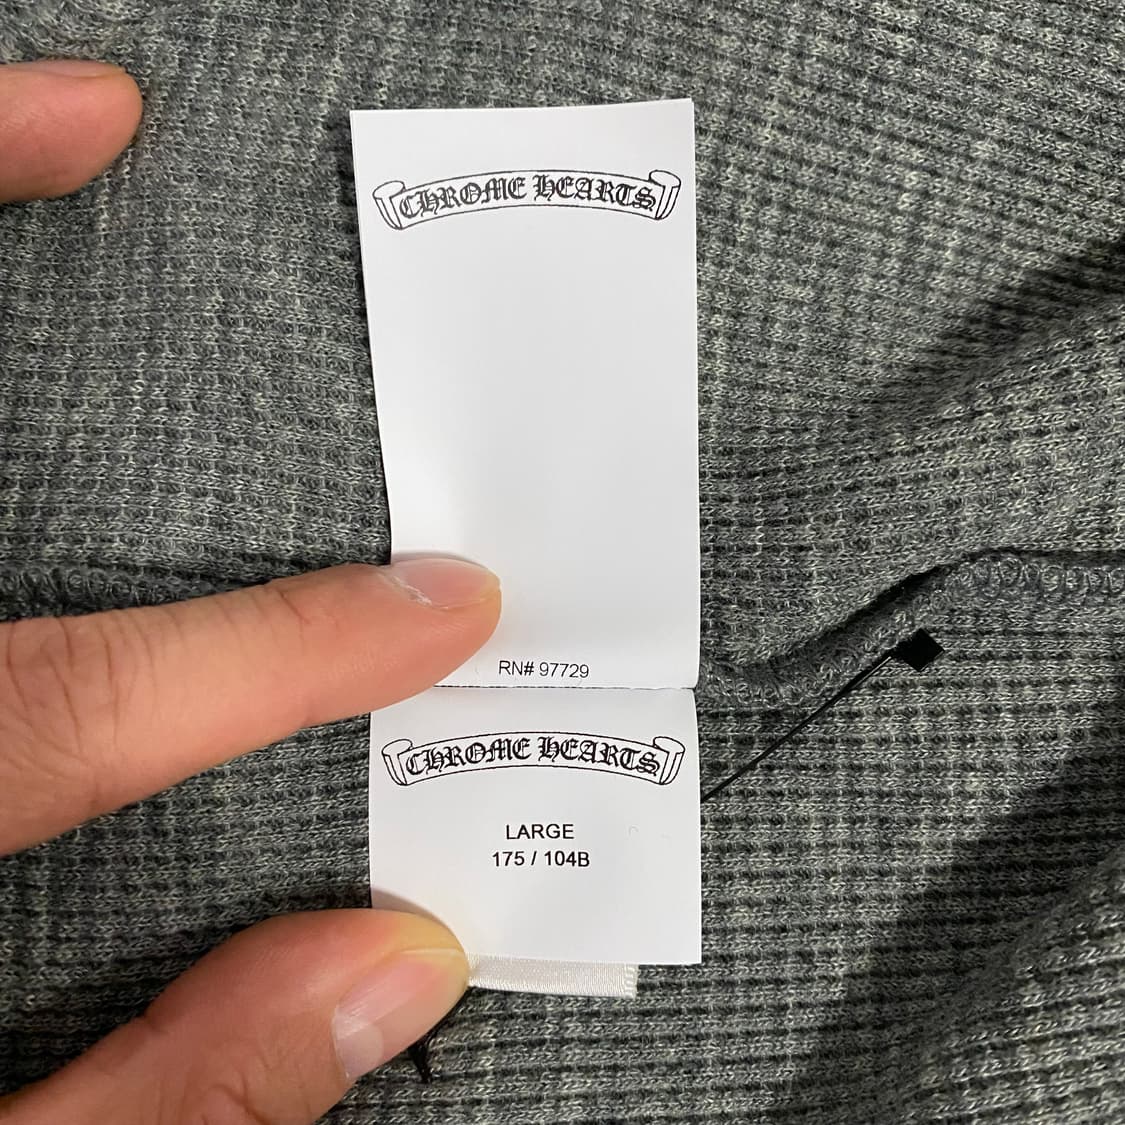 CHROME HEARTS
RN# 97729
CHROME HEARTS
LARGE
175 / 104B